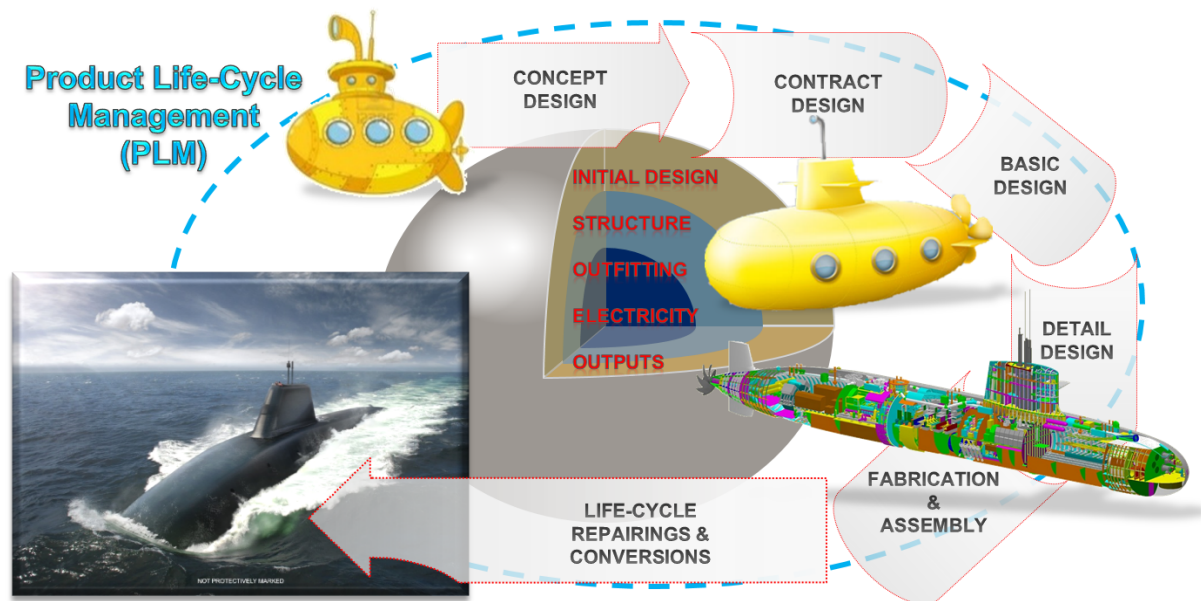 Product Life-Cycle
Management
(PLM)
CONCEPT
DESIGN
CONTRACT
DESIGN
BASIC
DESIGN
INITIAL DESIGN
STRUCTURE
OUTFITTING
ELECTRICITY
OUTPUTS
DETAIL
DESIGN
FABRICATION
&
ASSEMBLY
LIFE-CYCLE
REPAIRINGS &
CONVERSIONS
NOT PROTECTIVELY MARKED